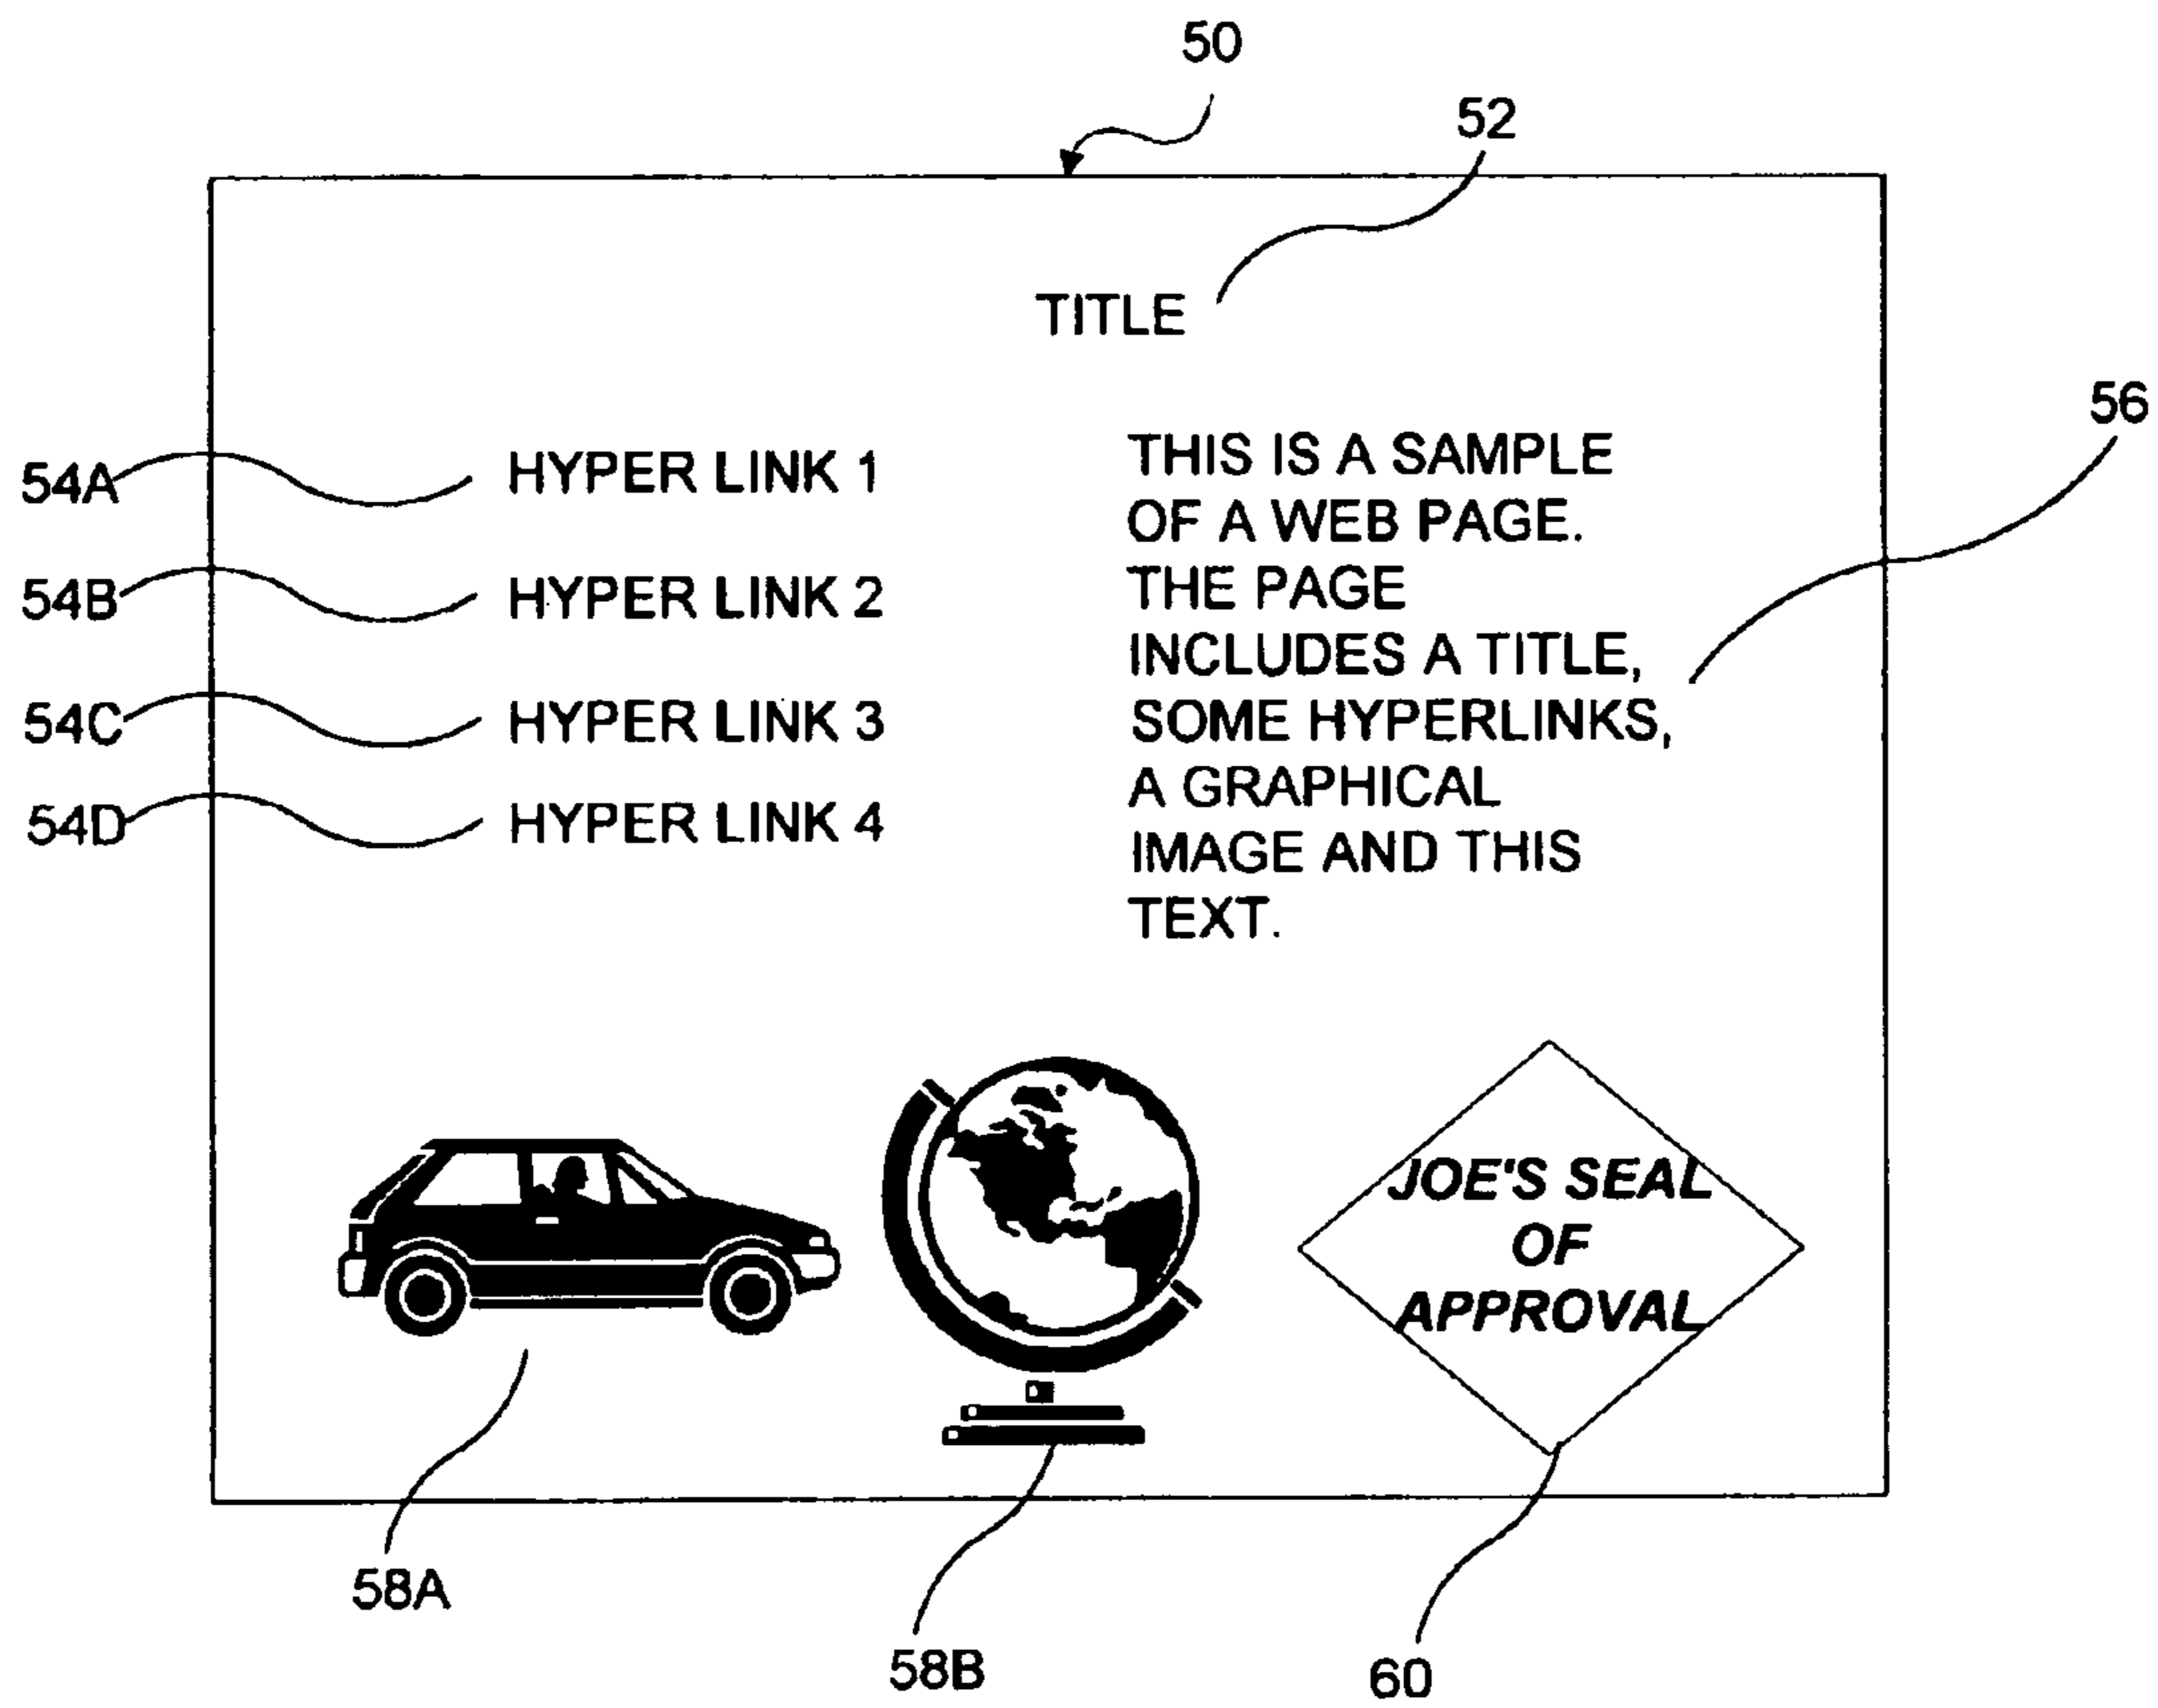 50
52
TITLE
56
54A
HYPER LINK 1
54B
HYPER LINK 2
54C
HYPER LINK 3
54D
HYPER LINK 4
THIS IS A SAMPLE
OF A WEB PAGE.
THE PAGE
INCLUDES A TITLE,
SOME HYPERLINKS,
A GRAPHICAL
IMAGE AND THIS
TEXT.
JOE'S SEAL
OF
APPROVAL
58A
58B
60